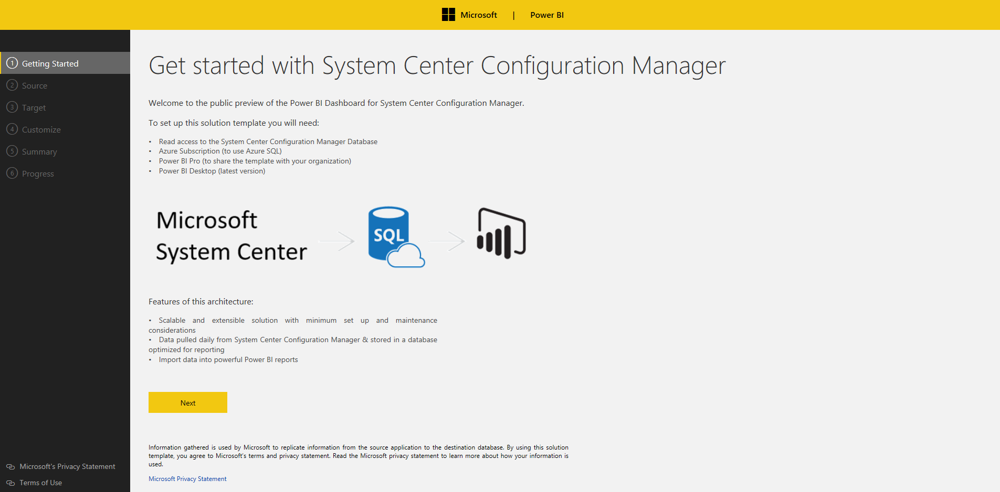 Microsoft | Power BI
1 Getting Started
2 Source
3 Target
4 Customize
5 Summary
6 Progress
Microsoft's Privacy Statement
Terms of Use
Get started with System Center Configuration Manager
Welcome to the public preview of the Power BI Dashboard for System Center Configuration Manager.
To set up this solution template you will need:
• Read access to the System Center Configuration Manager Database
• Azure Subscription (to use Azure SQL)
• Power BI Pro (to share the template with your organization)
• Power BI Desktop (latest version)
Microsoft
System Center
SQL
Features of this architecture:
• Scalable and extensible solution with minimum set up and maintenance
considerations
• Data pulled daily from System Center Configuration Manager & stored in a database
optimized for reporting
• Import data into powerful Power BI reports
Next
Information gathered is used by Microsoft to replicate information from the source application to the destination database. By using this solution
template, you agree to Microsoft's terms and privacy statement. Read the Microsoft privacy statement to learn more about how your information is
used.
Microsoft Privacy Statement